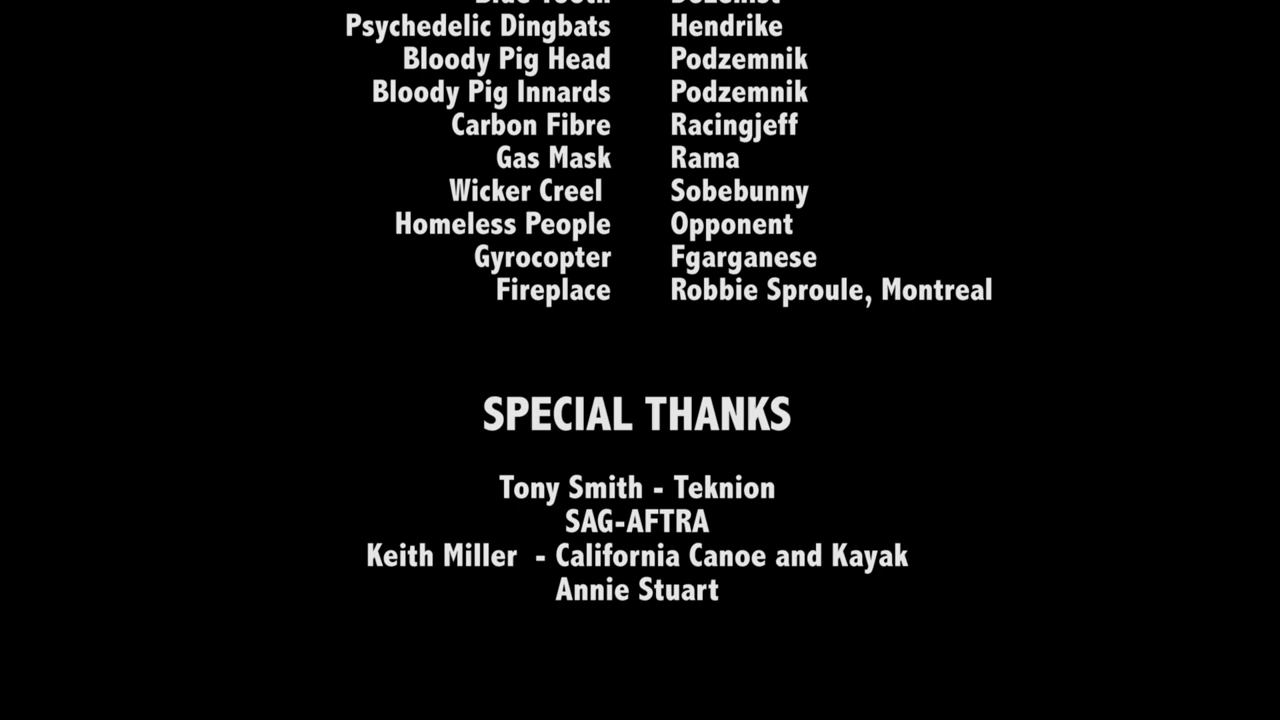 Psychedelic Dingbats Hendrike
Bloody Pig Head Podzemnik
Bloody Pig Innards Podzemnik
Carbon Fibre Racingjeff
Gas Mask Rama
Wicker Creel Sobebunny
Homeless People Opponent
Gyrocopter Fgarganese
Fireplace Robbie Sproule, Montreal
SPECIAL THANKS
Tony Smith - Teknion
SAG-AFTRA
Keith Miller - California Canoe and Kayak
Annie Stuart